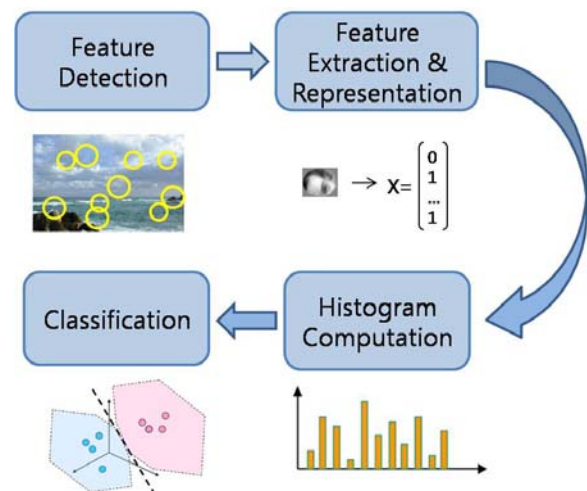 Feature
Detection
Feature
Extraction &
Representation
X=
0
1
...
1
Classification
Histogram
Computation